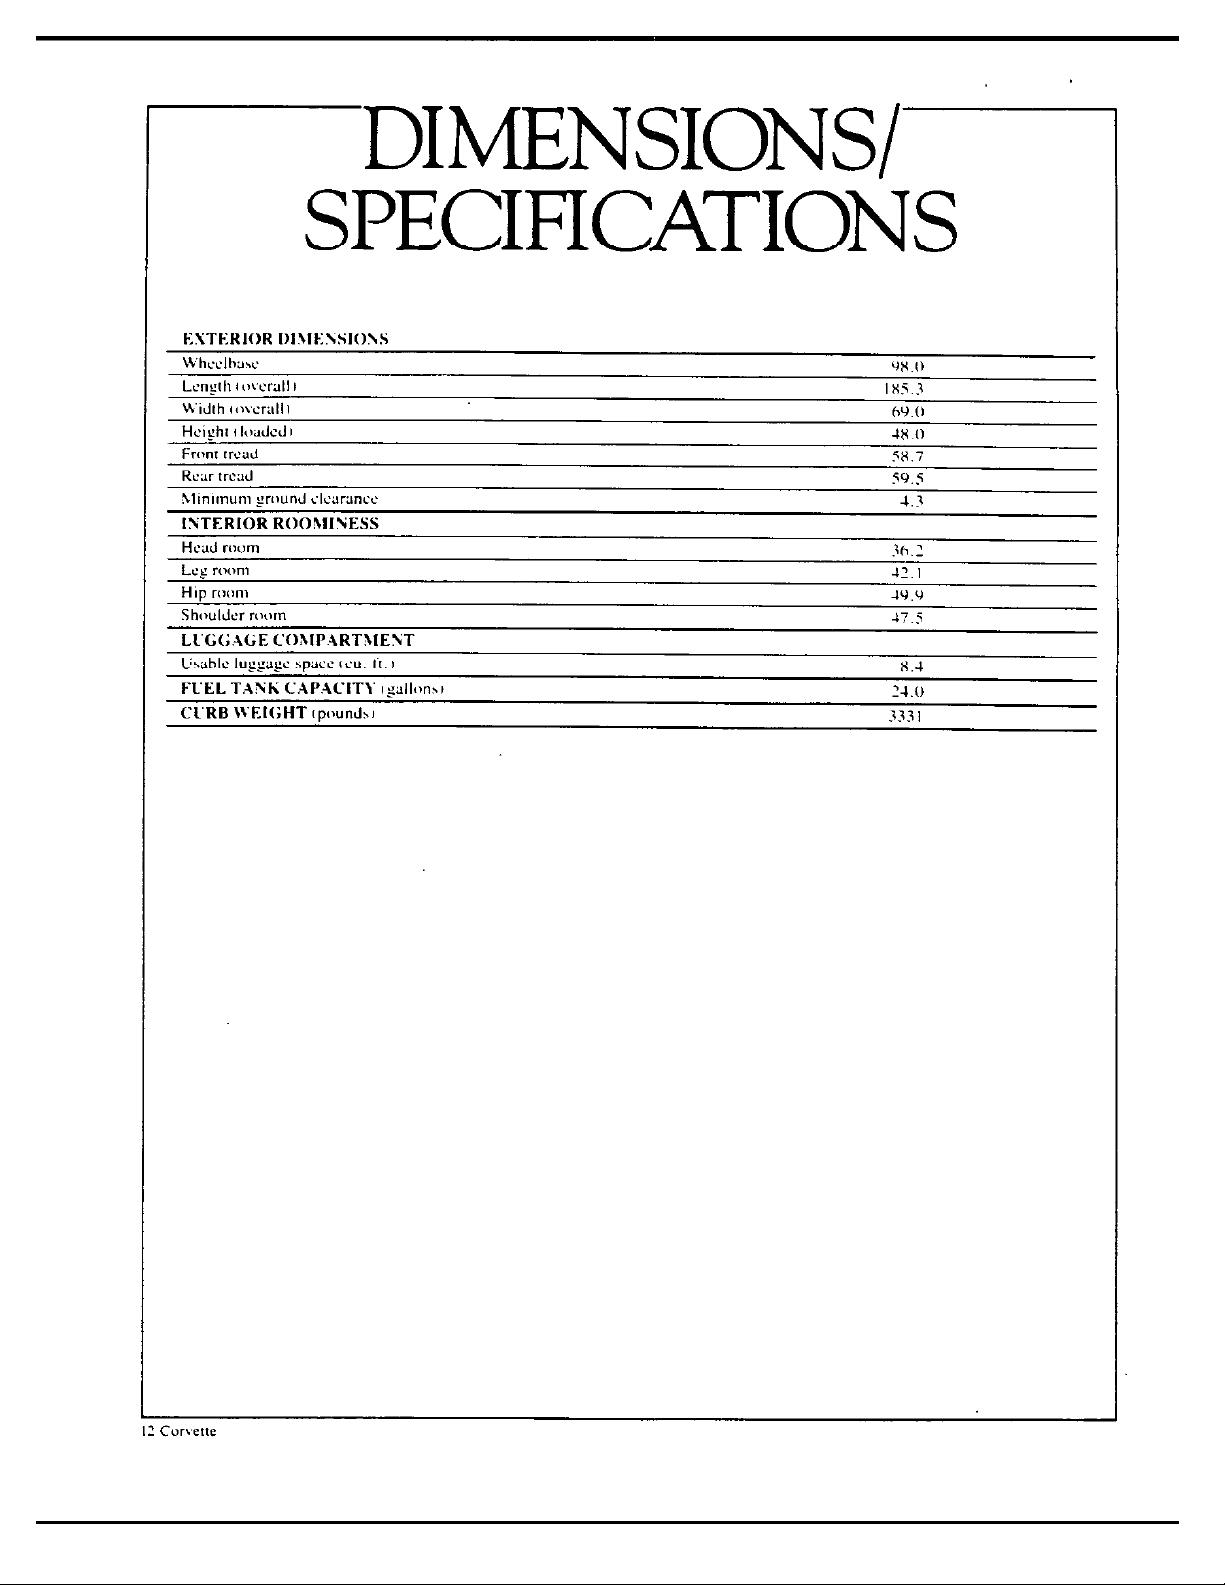 DIMENSIONS/
SPECIFICATIONS
EXTERIOR DIMENSIONS
Wheelbase 98.0
Length (overall) 185.3
Width (overall) 69.0
Height (loaded) 48.0
Front tread 58.7
Rear tread 59.5
Minimum ground clearance 4.3
INTERIOR ROOMINESS
Head room 36.2
Leg room 42.1
Hip room 49.9
Shoulder room 47.5
LUGGAGE COMPARTMENT
Usable luggage space (cu. ft.) 8.4
FUEL TANK CAPACITY (gallons) 24.0
CURB WEIGHT (pounds) 3331
12 Corvette